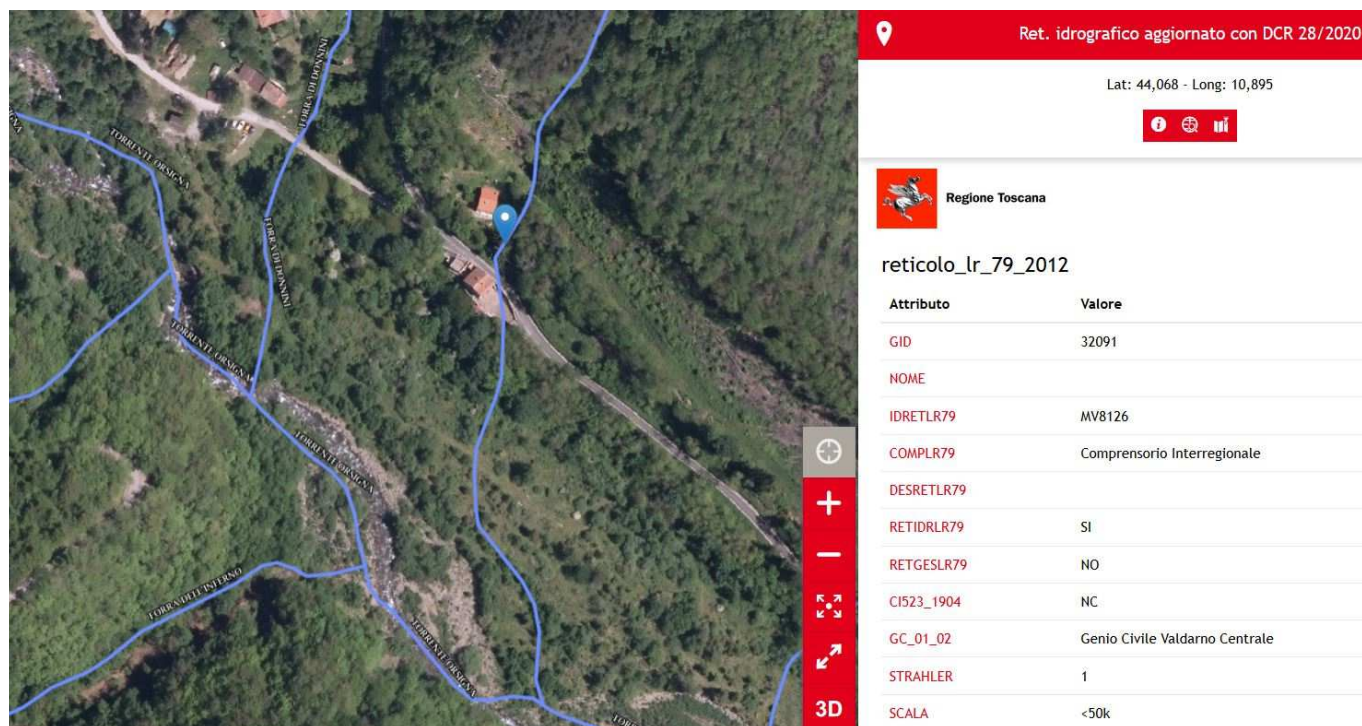 TORRENTE ORSIGNA
FORRA DI DONNINI
FORRA DI DONNINI
TORRENTE ORSIGNA
TORRENTE ORSIGNA
FORRA DELL'INFERNO
TORRENTE ORSIGNA
3D
Ret. idrografico aggiornato con DCR 28/2020
Lat: 44,068 - Long: 10,895
Regione Toscana
reticolo_lr_79_2012
Attributo Valore
GID 32091
NOME
IDRETLR79 MV8126
COMPLR79 Comprensorio Interregionale
DESRETLR79
RETIDRLR79 SI
RETGESLR79 NO
CI523_1904 NC
GC_01_02 Genio Civile Valdarno Centrale
STRAHLER 1
SCALA <50k